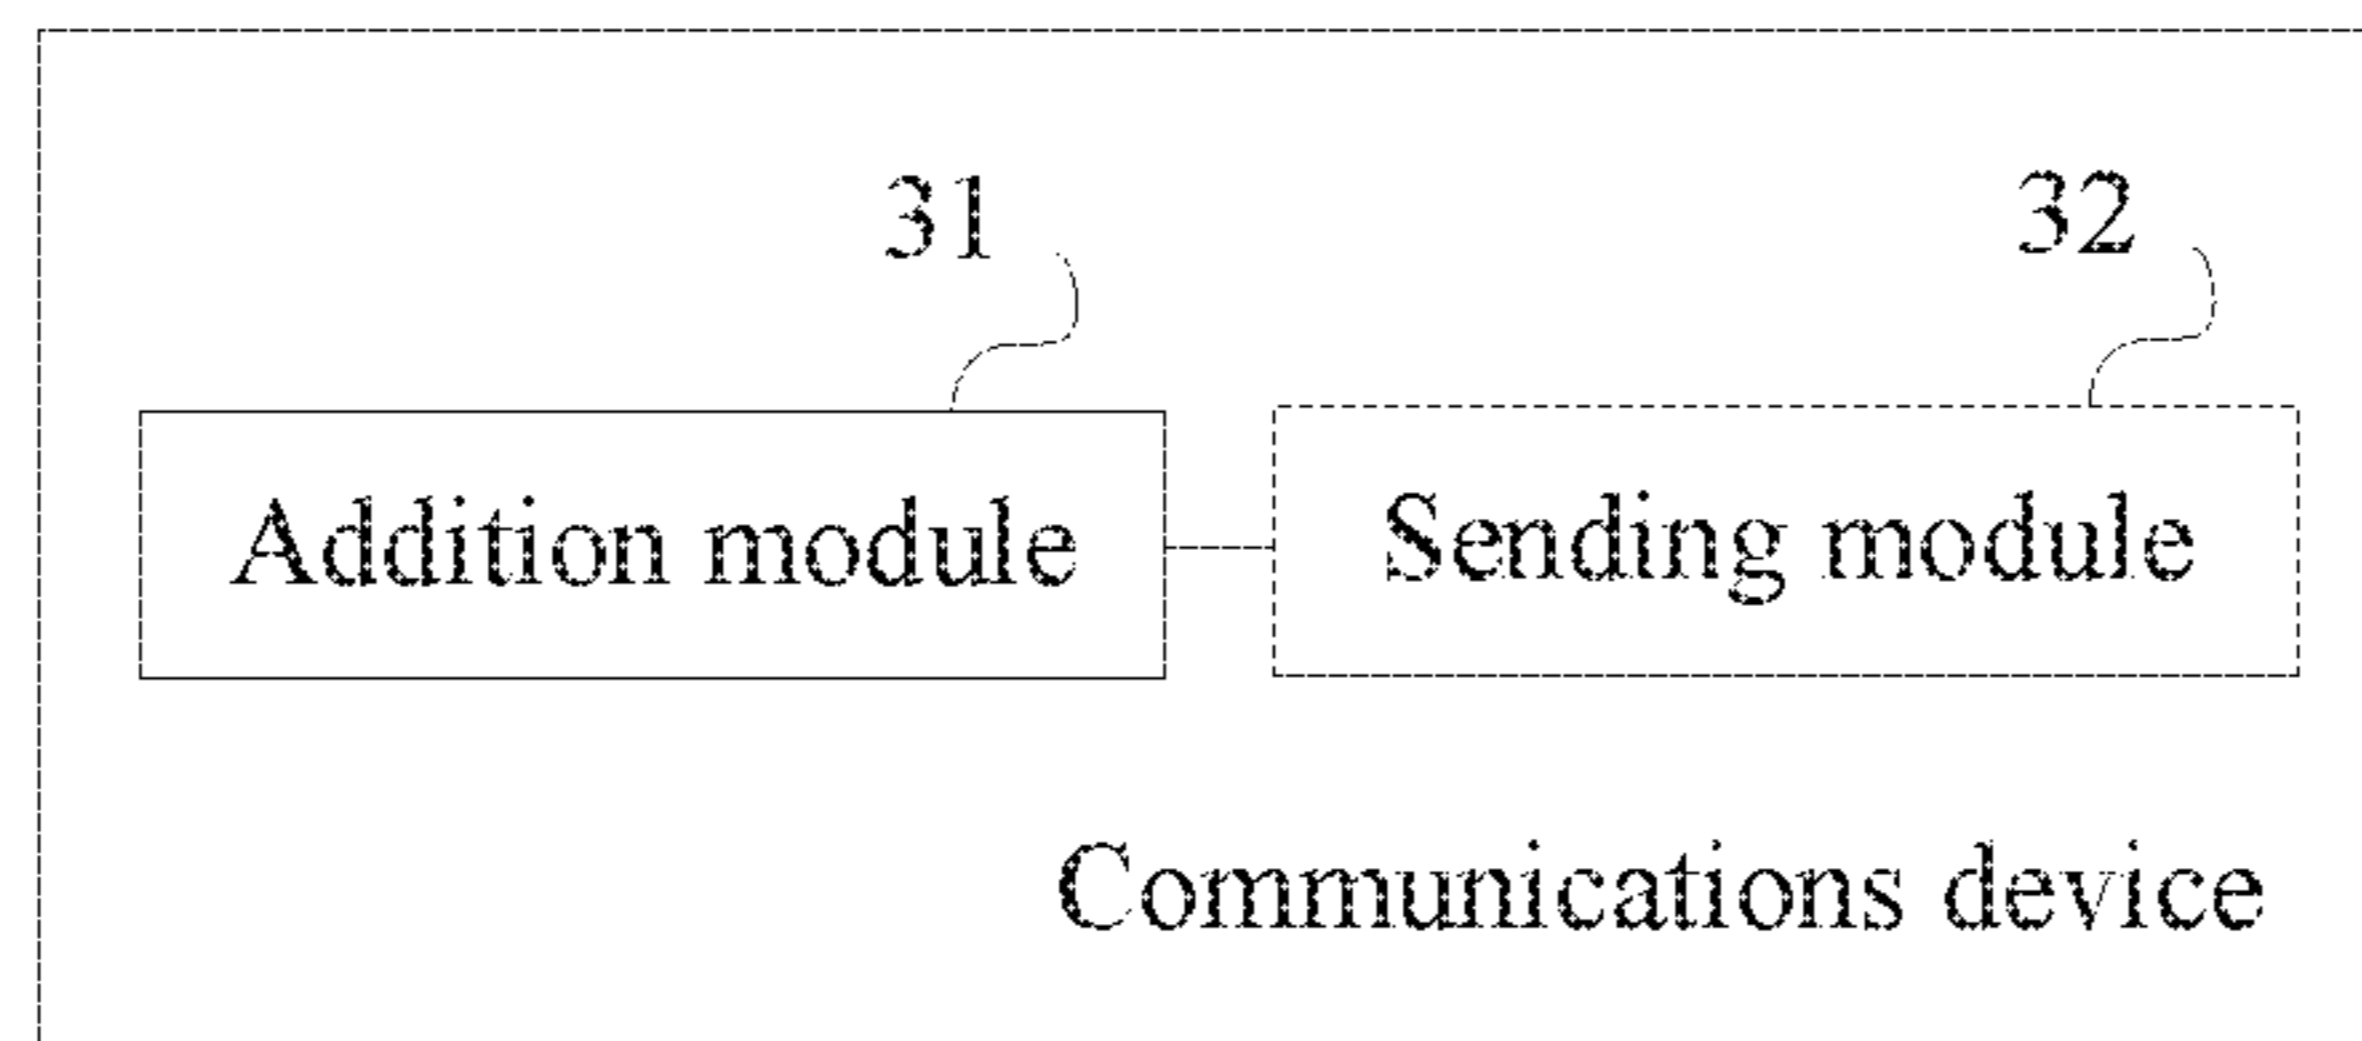 31
32
Addition module
Sending module
Communications device